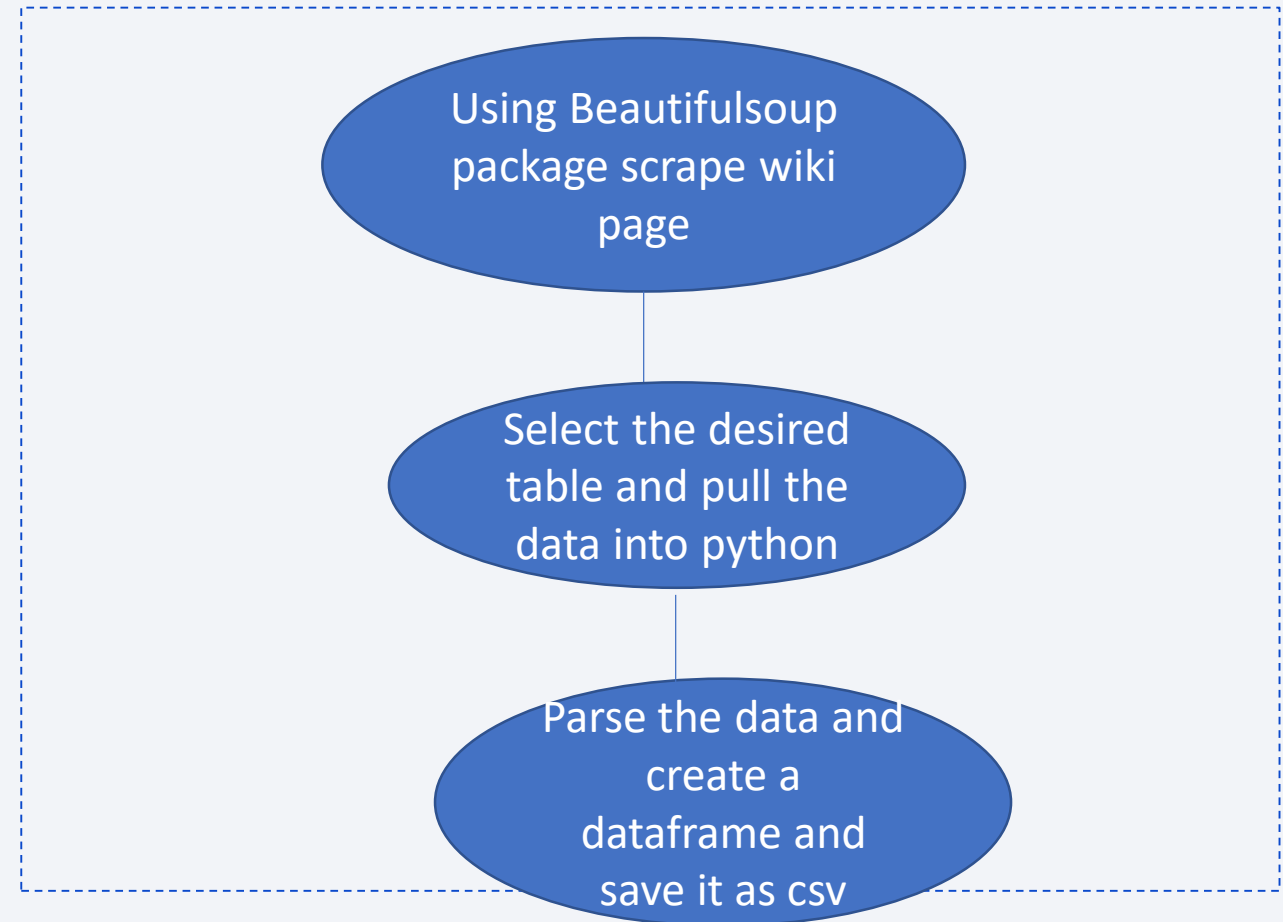 Using Beautifulsoup
package scrape wiki
page
Select the desired
table and pull the
data into python
Parse the data and
create a
dataframe and
save it as csv